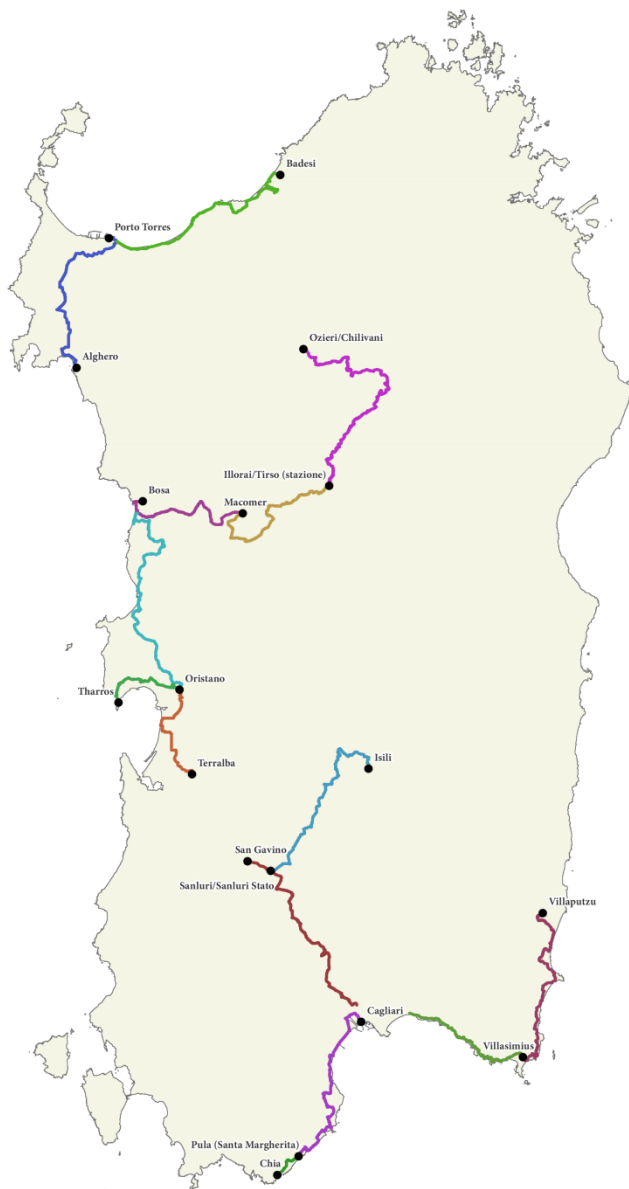 Badesi
Porto Torres
Ozieri/Chilivani
Alghero
Illorai/Tirso (stazione)
Bosa
Macomer
Oristano
Tharros
Terralba
Isili
San Gavino
Sanluri/Sanluri Stato
Villaputzu
Cagliari
Villasimius
Pula (Santa Margherita)
Chia